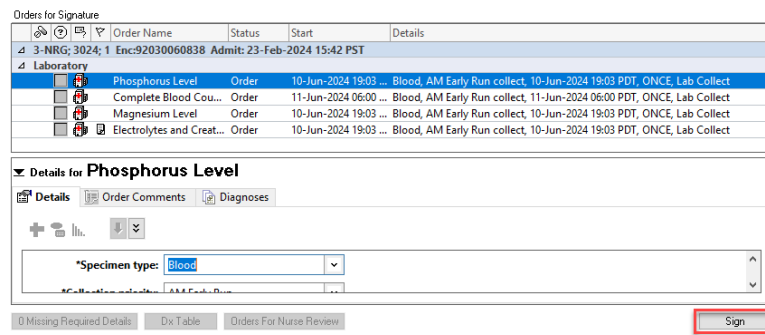 Orders for Signature
Order Name Status Start Details
3-NRG; 3024; 1 Enc:92030060838 Admit: 23-Feb-2024 15:42 PST
Laboratory
Phosphorus Level Order 10-Jun-2024 19:03 ... Blood, AM Early Run collect, 10-Jun-2024 19:03 PDT, ONCE, Lab Collect
Complete Blood Cou... Order 11-Jun-2024 06:00 ... Blood, AM Early Run collect, 11-Jun-2024 06:00 PDT, ONCE, Lab Collect
Magnesium Level Order 10-Jun-2024 19:03 ... Blood, AM Early Run collect, 10-Jun-2024 19:03 PDT, ONCE, Lab Collect
Electrolytes and Creat... Order 10-Jun-2024 19:03 ... Blood, AM Early Run collect, 10-Jun-2024 19:03 PDT, ONCE, Lab Collect
Details for Phosphorus Level
Details Order Comments Diagnoses
*Specimen type: Blood
*Collection priority: AM Early Run
0 Missing Required Details Dx Table Orders For Nurse Review Sign